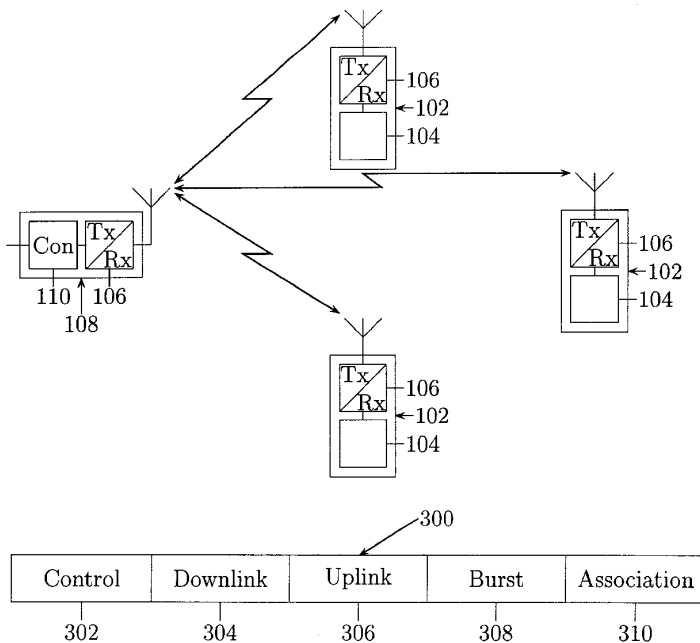 Tx
Rx
106
102
104
Con
Tx
Rx
110
106
108
Tx
Rx
106
102
104
Tx
Rx
106
102
104
300
Control Downlink Uplink Burst Association
302 304 306 308 310